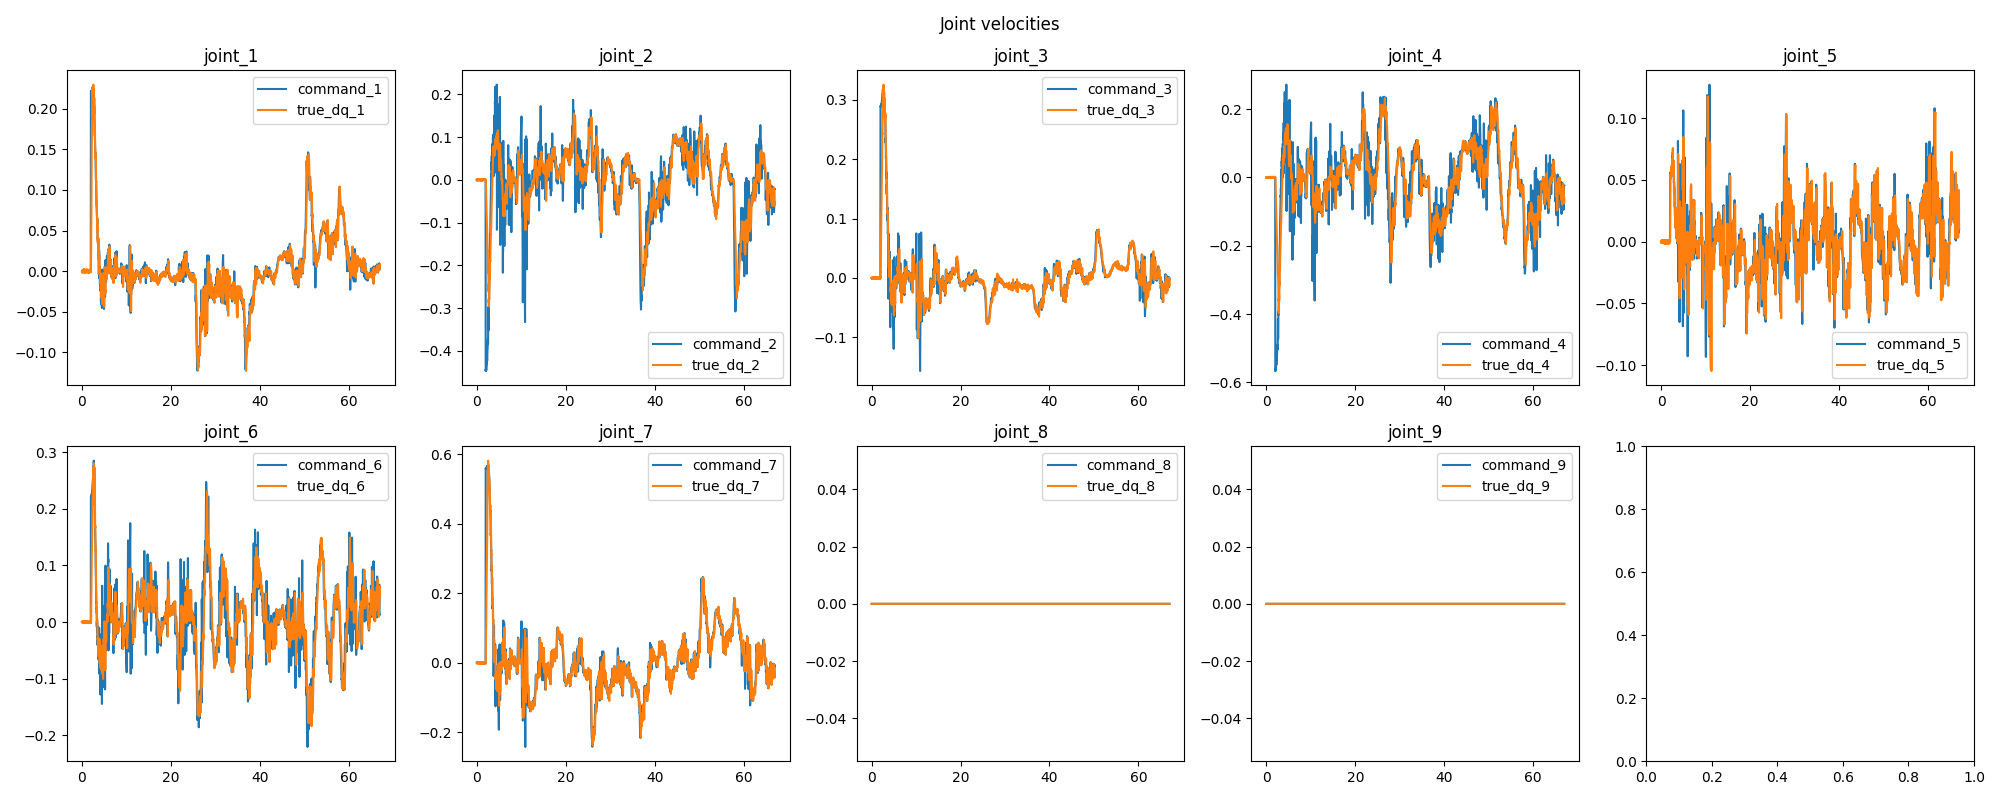 Joint velocities
joint_1
joint_2
joint_3
joint_4
joint_5
command_1
true_dq_1
0.20
0.15
0.10
0.05
0.00
−0.05
−0.10
0 20 40 60
command_2
true_dq_2
0.2
0.1
0.0
−0.1
−0.2
−0.3
−0.4
0 20 40 60
command_3
true_dq_3
0.3
0.2
0.1
0.0
−0.1
0 20 40 60
command_4
true_dq_4
0.2
0.0
−0.2
−0.4
−0.6
0 20 40 60
command_5
true_dq_5
0.10
0.05
0.00
−0.05
−0.10
0 20 40 60
joint_6
joint_7
joint_8
joint_9
command_6
true_dq_6
0.3
0.2
0.1
0.0
−0.1
−0.2
0 20 40 60
command_7
true_dq_7
0.6
0.4
0.2
0.0
−0.2
0 20 40 60
command_8
true_dq_8
0.04
0.02
0.00
−0.02
−0.04
0 20 40 60
command_9
true_dq_9
0.04
0.02
0.00
−0.02
−0.04
0 20 40 60
1.0
0.8
0.6
0.4
0.2
0.0
0.0 0.2 0.4 0.6 0.8 1.0